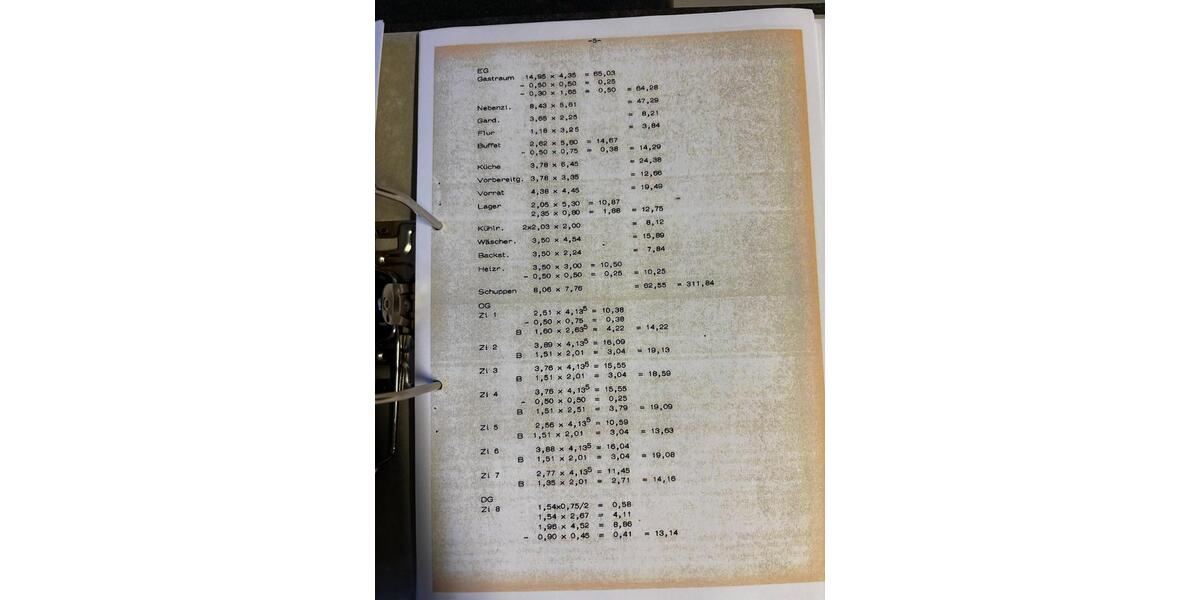 -5-
EG
Gastraum 14,95 x 4,35 = 65,03
- 0,50 x 0,50 = 0,25
- 0,30 x 1,65 = 0,50 = 64,28
Nebenzi. 8,43 x 5,61 = 47,29
Gard. 3,65 x 2,25 = 8,21
Flur 1,18 x 3,25 = 3,84
Buffet 2,62 x 5,60 = 14,67
- 0,50 x 0,75 = 0,38 = 14,29
Küche 3,78 x 6,45 = 24,38
Vorbereitg. 3,78 x 3,35 = 12,66
Vorrat 4,38 x 4,45 = 19,49
Lager 2,05 x 5,30 = 10,87
2,35 x 0,80 = 1,88 = 12,75
Kühlr. 2x2,03 x 2,00 = 8,12
Wäscher. 3,50 x 4,54 = 15,89
Backst. 3,50 x 2,24 = 7,84
Heizr. 3,50 x 3,00 = 10,50
- 0,50 x 0,50 = 0,25 = 10,25
Schuppen 8,06 x 7,76 = 62,55 = 311,84
OG
Zi 1 2,51 x 4,13⁵ = 10,38
- 0,50 x 0,75 = 0,38
B 1,60 x 2,63⁵ = 4,22 = 14,22
Zi 2 3,89 x 4,13⁵ = 16,09
B 1,51 x 2,01 = 3,04 = 19,13
Zi 3 3,76 x 4,13⁵ = 15,55
B 1,51 x 2,01 = 3,04 = 18,59
Zi 4 3,76 x 4,13⁵ = 15,55
- 0,50 x 0,50 = 0,25
B 1,51 x 2,51 = 3,79 = 19,09
Zi 5 2,56 x 4,13⁵ = 10,59
B 1,51 x 2,01 = 3,04 = 13,63
Zi 6 3,88 x 4,13⁵ = 16,04
B 1,51 x 2,01 = 3,04 = 19,08
Zi 7 2,77 x 4,13⁵ = 11,45
B 1,35 x 2,01 = 2,71 = 14,16
DG
Zi 8 1,54x0,75/2 = 0,58
1,54 x 2,67 = 4,11
1,96 x 4,52 = 8,86
- 0,90 x 0,45 = 0,41 = 13,14